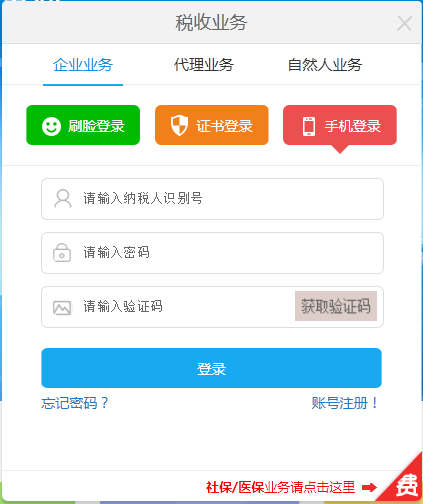 税收业务
企业业务 代理业务 自然人业务
刷脸登录 证书登录 手机登录
请输入纳税人识别号
请输入密码
请输入验证码 获取验证码
登录
忘记密码？ 账号注册！
社保/医保业务请点击这里
费